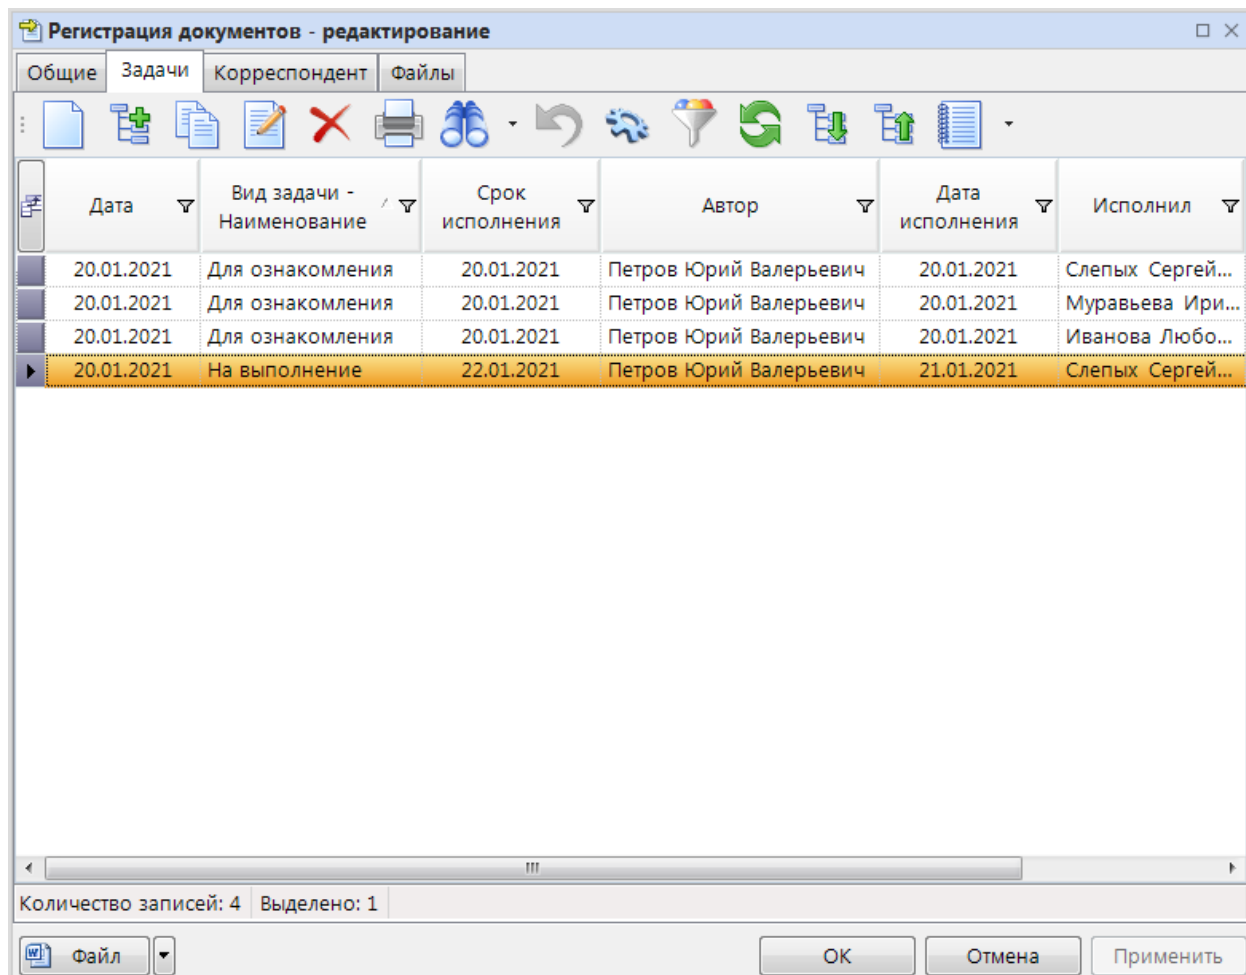 Регистрация документов - редактирование
Общие Задачи Корреспондент Файлы
Дата Вид задачи - Наименование Срок исполнения Автор Дата исполнения Исполнил
20.01.2021 Для ознакомления 20.01.2021 Петров Юрий Валерьевич 20.01.2021 Слепых Сергей...
20.01.2021 Для ознакомления 20.01.2021 Петров Юрий Валерьевич 20.01.2021 Муравьева Ири...
20.01.2021 Для ознакомления 20.01.2021 Петров Юрий Валерьевич 20.01.2021 Иванова Любо...
20.01.2021 На выполнение 22.01.2021 Петров Юрий Валерьевич 21.01.2021 Слепых Сергей...
Количество записей: 4 Выделено: 1
Файл ОК Отмена Применить